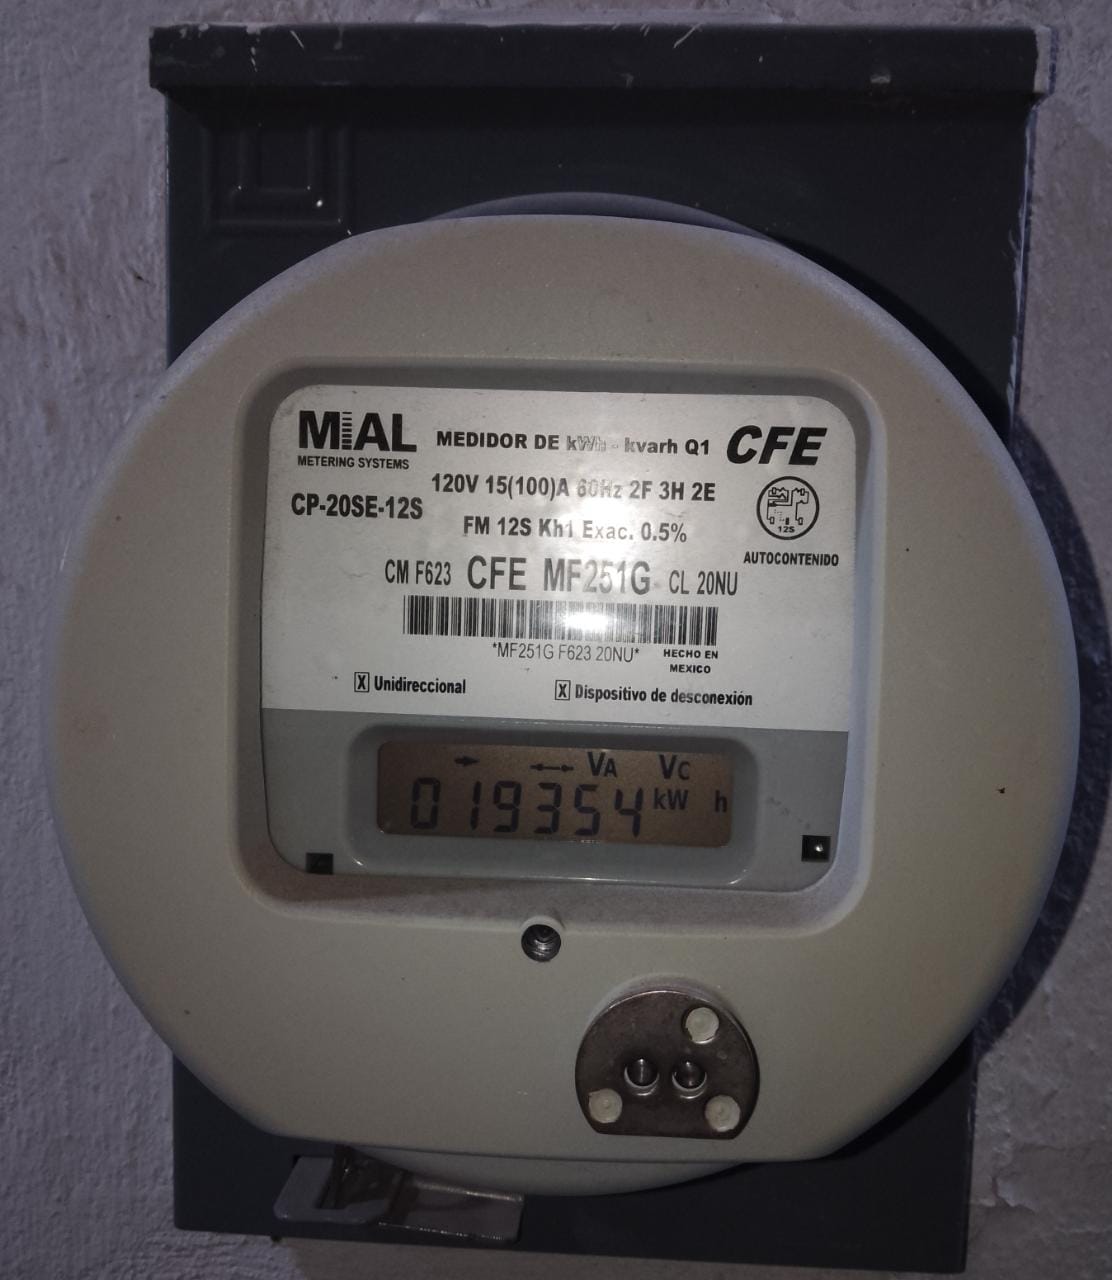 MIAL
METERING SYSTEMS
MEDIDOR DE kWh - kvarh Q1
CFE
CP-20SE-12S
120V 15(100)A 60Hz 2F 3H 2E
FM 12S Kh1 Exac. 0.5%
12S
AUTOCONTENIDO
CM F623 CFE MF251G CL 20NU
*MF251G F623 20NU*
HECHO EN
MEXICO
X Unidireccional
X Dispositivo de desconexión
VA VC
019354 kW h